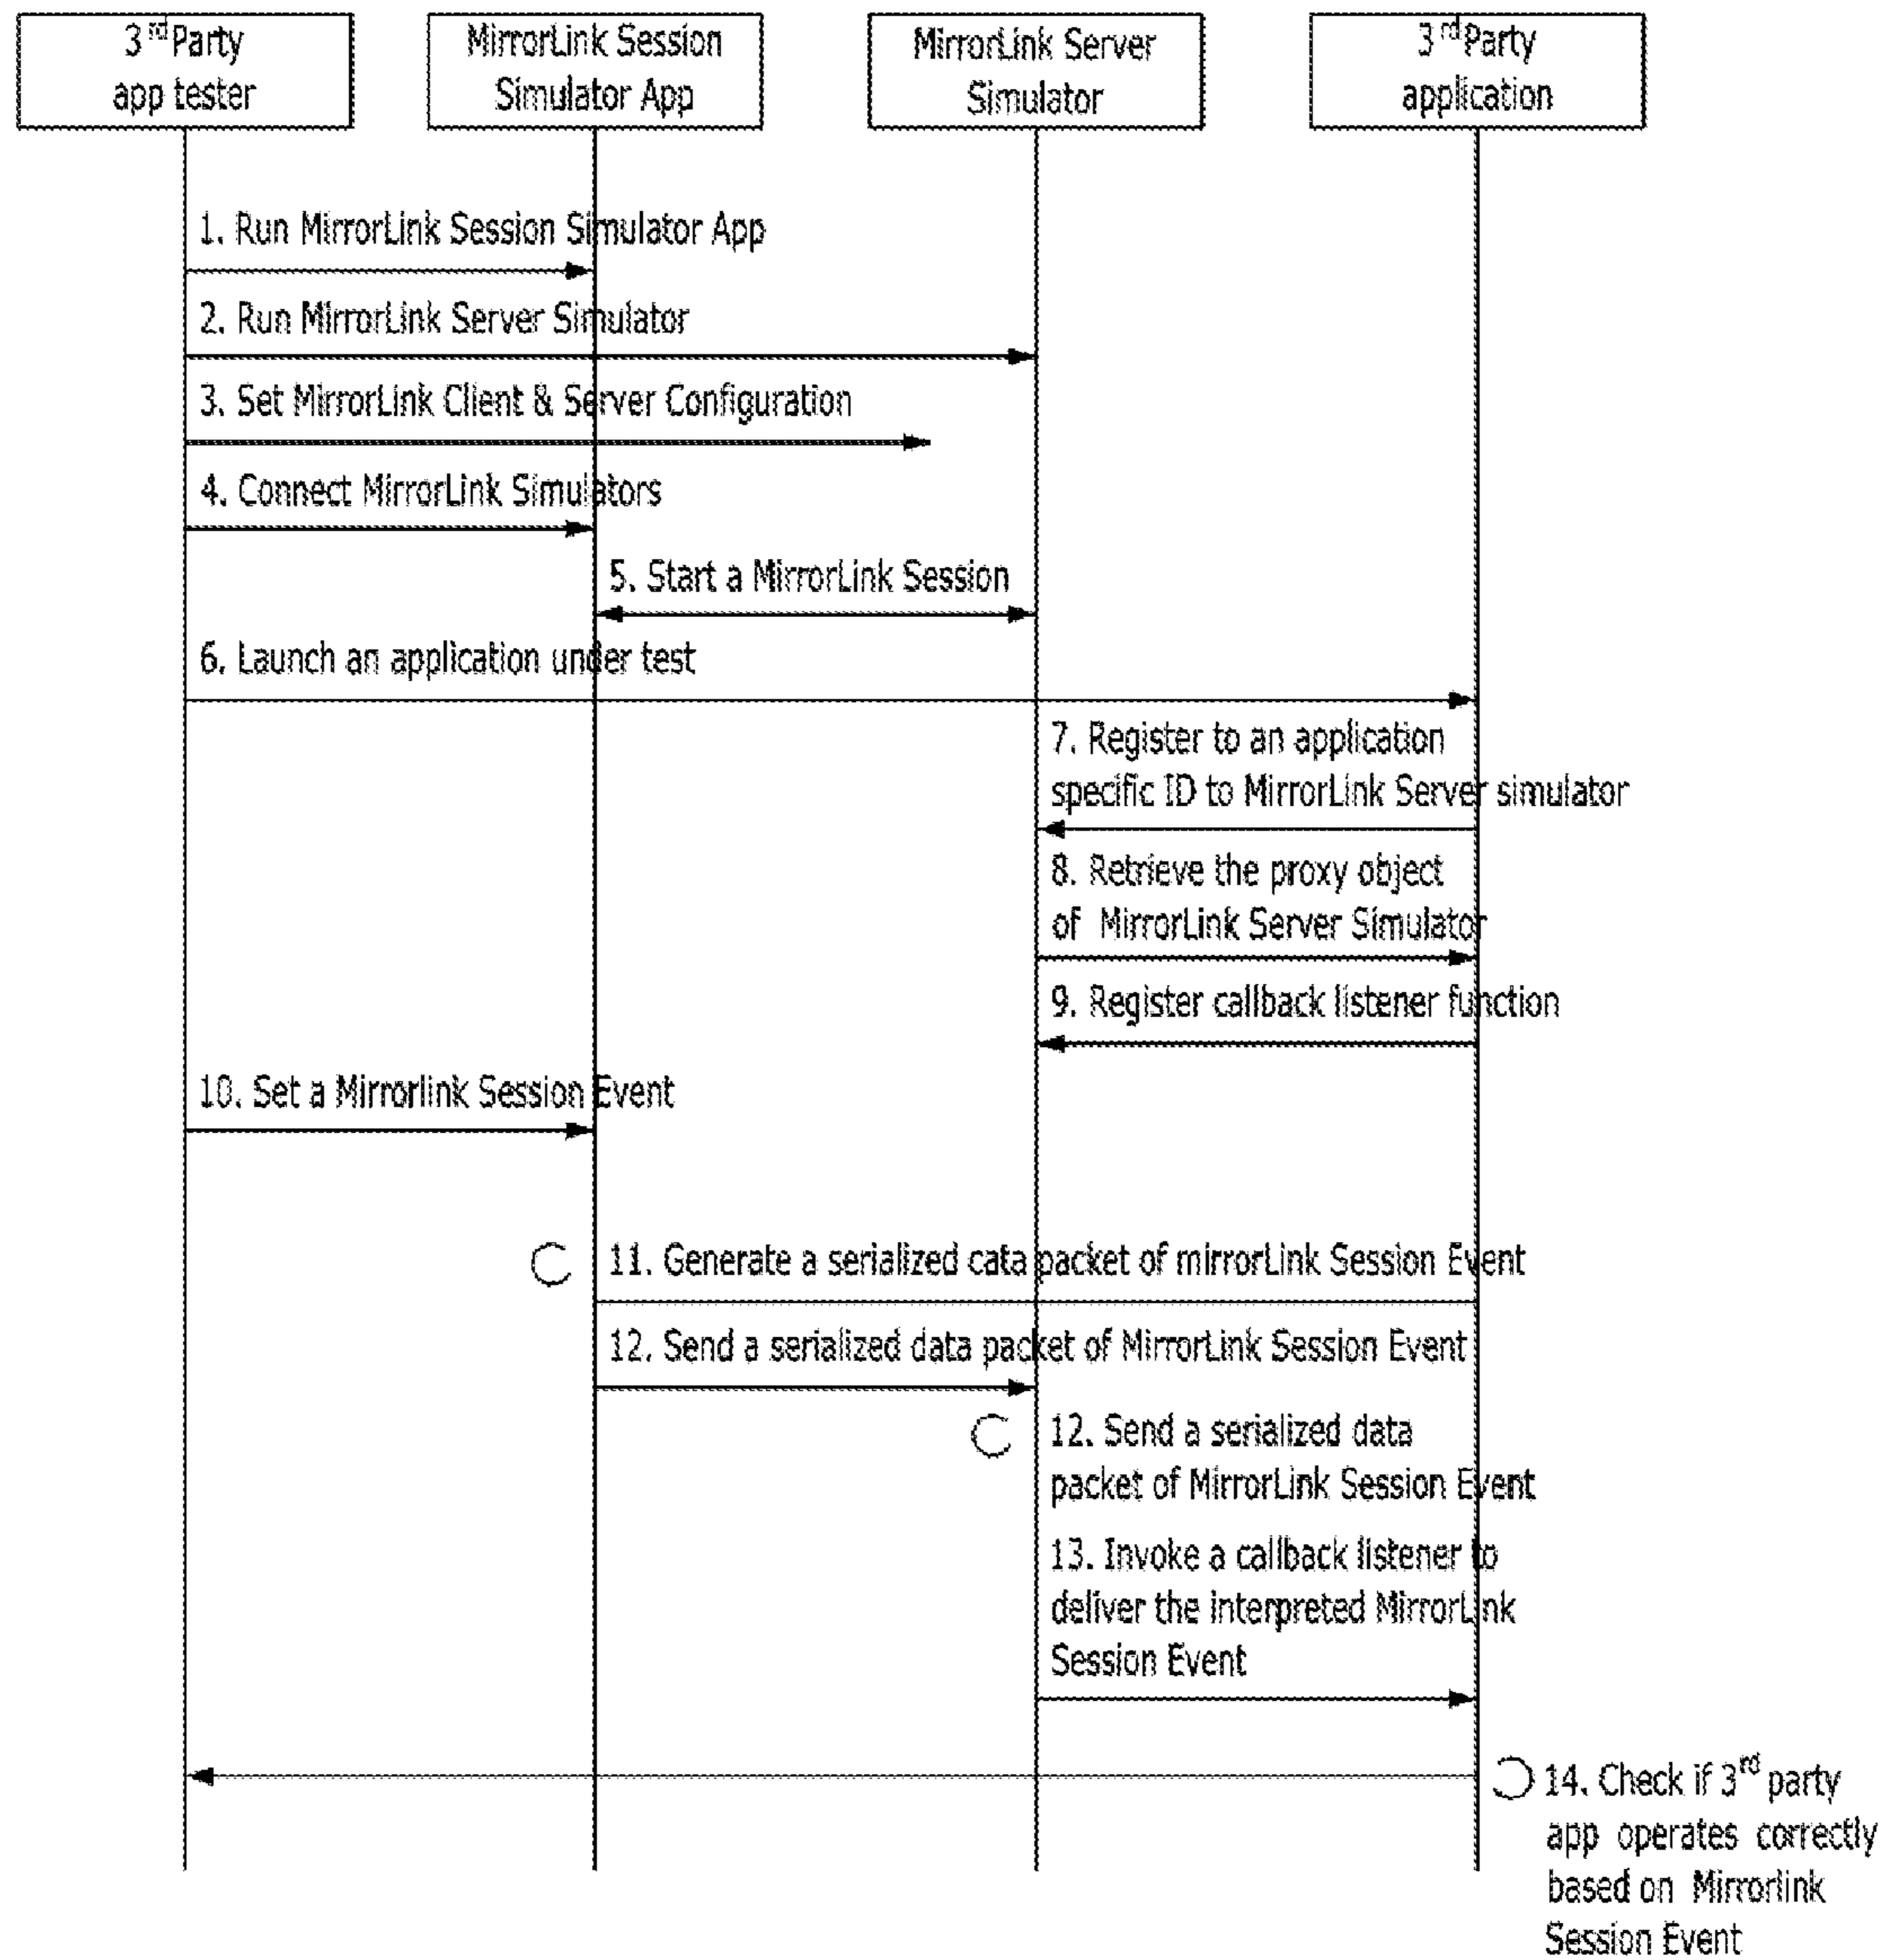 3rd Party
app tester
MirrorLink Session
Simulator App
MirrorLink Server
Simulator
3rd Party
application
1. Run MirrorLink Session Simulator App
2. Run MirrorLink Server Simulator
3. Set MirrorLink Client & Server Configuration
4. Connect MirrorLink Simulators
5. Start a MirrorLink Session
6. Launch an application under test
7. Register to an application
specific ID to MirrorLink Server simulator
8. Retrieve the proxy object
of MirrorLink Server Simulator
9. Register callback listener function
10. Set a Mirrorlink Session Event
11. Generate a serialized cata packet of mirrorLink Session Event
12. Send a serialized data packet of MirrorLink Session Event
12. Send a serialized data
packet of MirrorLink Session Event
13. Invoke a callback listener to
deliver the interpreted MirrorLink
Session Event
14. Check if 3rd party
app operates correctly
based on Mirrorlink
Session Event